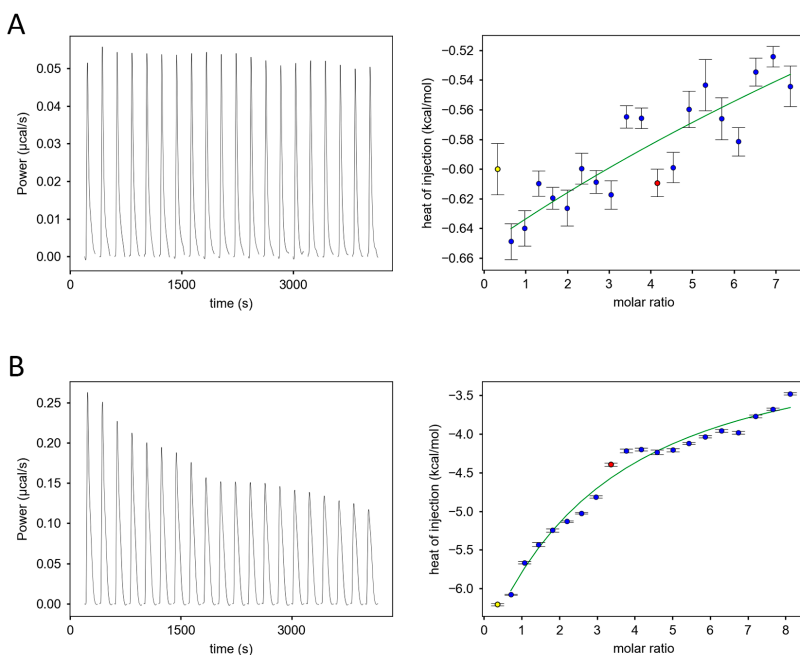 A
Power (µcal/s)
0.05
0.04
0.03
0.02
0.01
0.00
0
1500
3000
time (s)
heat of injection (kcal/mol)
−0.52
−0.54
−0.56
−0.58
−0.60
−0.62
−0.64
−0.66
0 1 2 3 4 5 6 7
molar ratio
B
Power (µcal/s)
0.25
0.20
0.15
0.10
0.05
0.00
0
1500
3000
time (s)
heat of injection (kcal/mol)
−3.5
−4.0
−4.5
−5.0
−5.5
−6.0
0 1 2 3 4 5 6 7 8
molar ratio